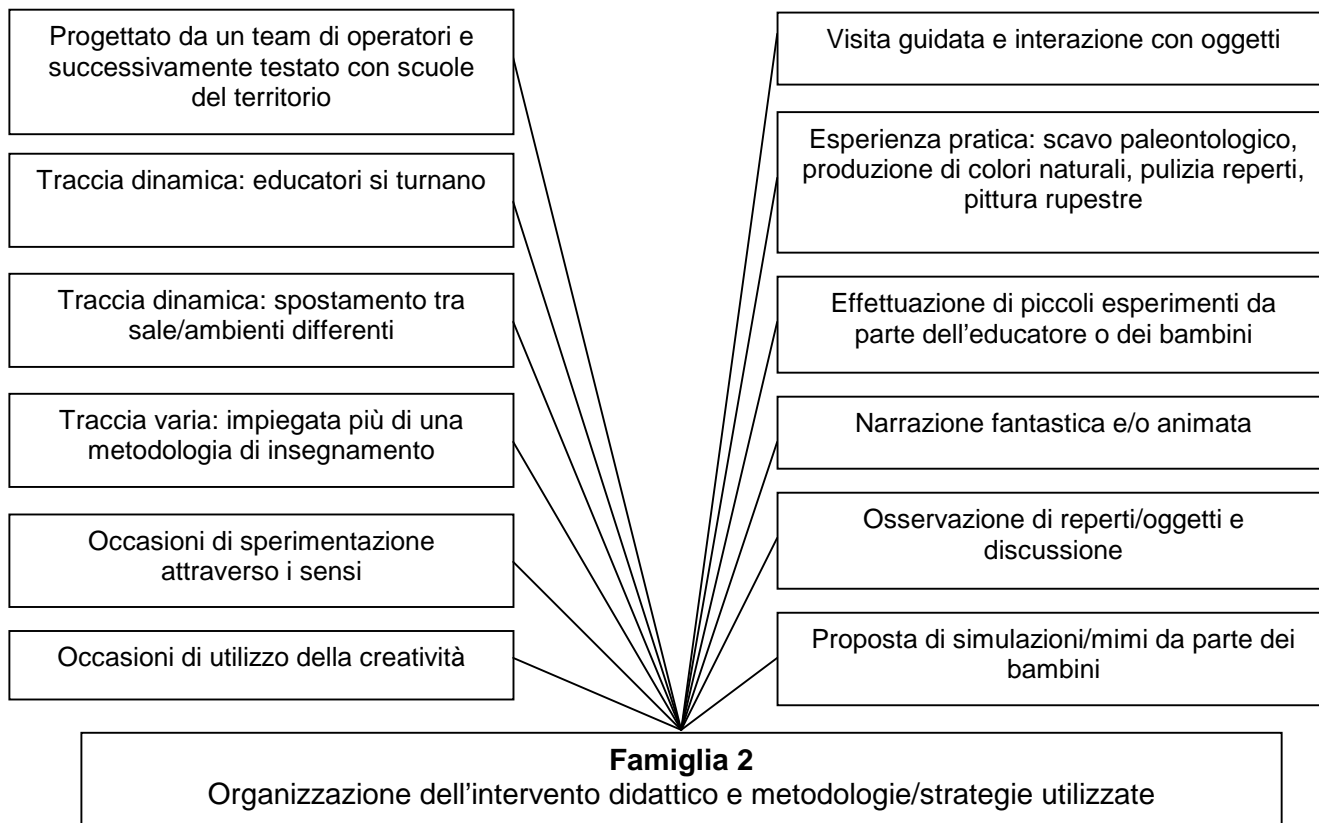 Progettato da un team di operatori e
successivamente testato con scuole
del territorio
Traccia dinamica: educatori si turnano
Traccia dinamica: spostamento tra
sale/ambienti differenti
Traccia varia: impiegata più di una
metodologia di insegnamento
Occasioni di sperimentazione
attraverso i sensi
Occasioni di utilizzo della creatività
Visita guidata e interazione con oggetti
Esperienza pratica: scavo paleontologico,
produzione di colori naturali, pulizia reperti,
pittura rupestre
Effettuazione di piccoli esperimenti da
parte dell’educatore o dei bambini
Narrazione fantastica e/o animata
Osservazione di reperti/oggetti e
discussione
Proposta di simulazioni/mimi da parte dei
bambini
Famiglia 2
Organizzazione dell’intervento didattico e metodologie/strategie utilizzate